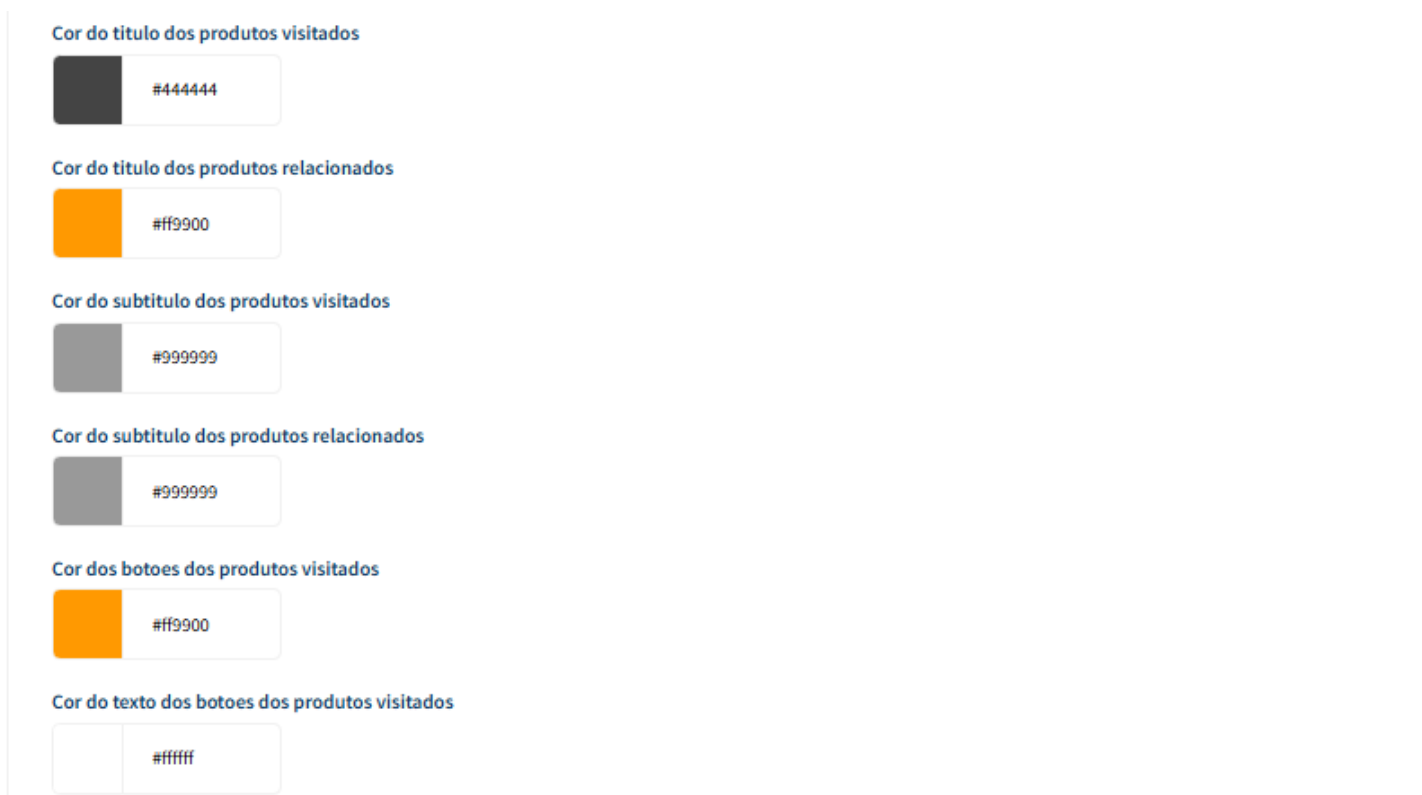 Cor do titulo dos produtos visitados
#444444
Cor do titulo dos produtos relacionados
#ff9900
Cor do subtitulo dos produtos visitados
#999999
Cor do subtitulo dos produtos relacionados
#999999
Cor dos botoes dos produtos visitados
#ff9900
Cor do texto dos botoes dos produtos visitados
#ffffff